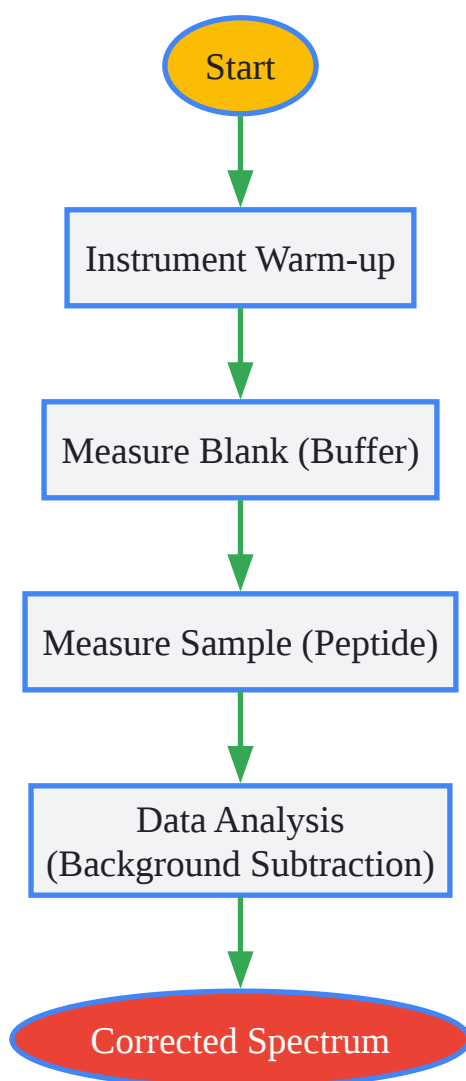 Start
Instrument Warm-up
Measure Blank (Buffer)
Measure Sample (Peptide)
Data Analysis
(Background Subtraction)
Corrected Spectrum